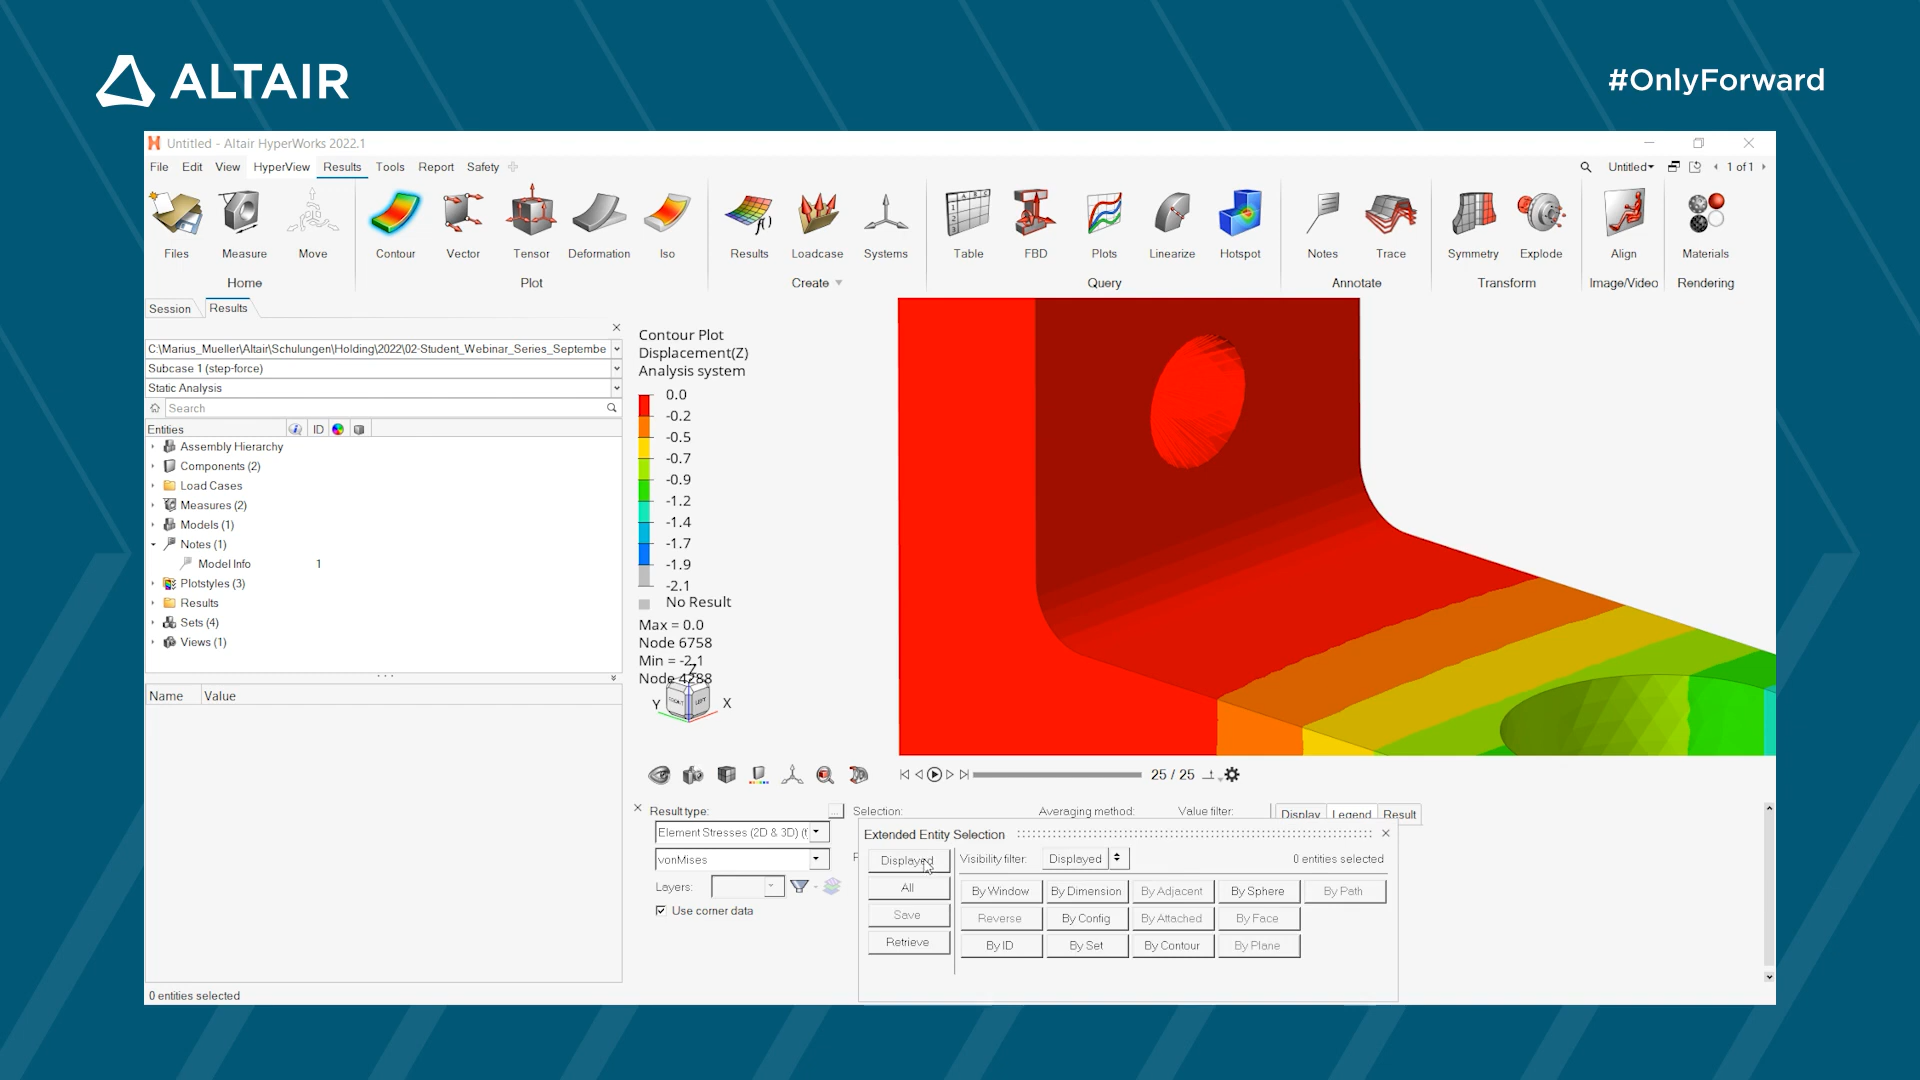 ALTAIR
#OnlyForward
Untitled - Altair HyperWorks 2022.1
File Edit View HyperView Results Tools Report Safety
Untitled 1 of 1
Files Measure Move Contour Vector Tensor Deformation Iso Results Loadcase Systems Table FBD Plots Linearize Hotspot Notes Trace Symmetry Explode Align Materials
Home Plot Create Query Annotate Transform Image/Video Rendering
Session Results
C:\Marius_Mueller\Altair\Schulungen\Holding\2022\02-Student_Webinar_Series_Septembe
Subcase 1 (step-force)
Static Analysis
Search
Entities ID
Assembly Hierarchy
Components (2)
Load Cases
Measures (2)
Models (1)
Notes (1)
Model Info 1
Plotstyles (3)
Results
Sets (4)
Views (1)
Name Value
Contour Plot
Displacement(Z)
Analysis system
0.0
-0.2
-0.5
-0.7
-0.9
-1.2
-1.4
-1.7
-1.9
-2.1
No Result
Max = 0.0
Node 6758
Min = -2.1
Node 4288
Z
Y X
FRONT LEFT
25 / 25
Result type:
Element Stresses (2D & 3D) (t
vonMises
Layers:
Use corner data
Selection: Averaging method: Value filter:
Display Legend Result
Extended Entity Selection
Displayed Visibility filter: Displayed 0 entities selected
All By Window By Dimension By Adjacent By Sphere By Path
Save Reverse By Config By Attached By Face
Retrieve By ID By Set By Contour By Plane
0 entities selected